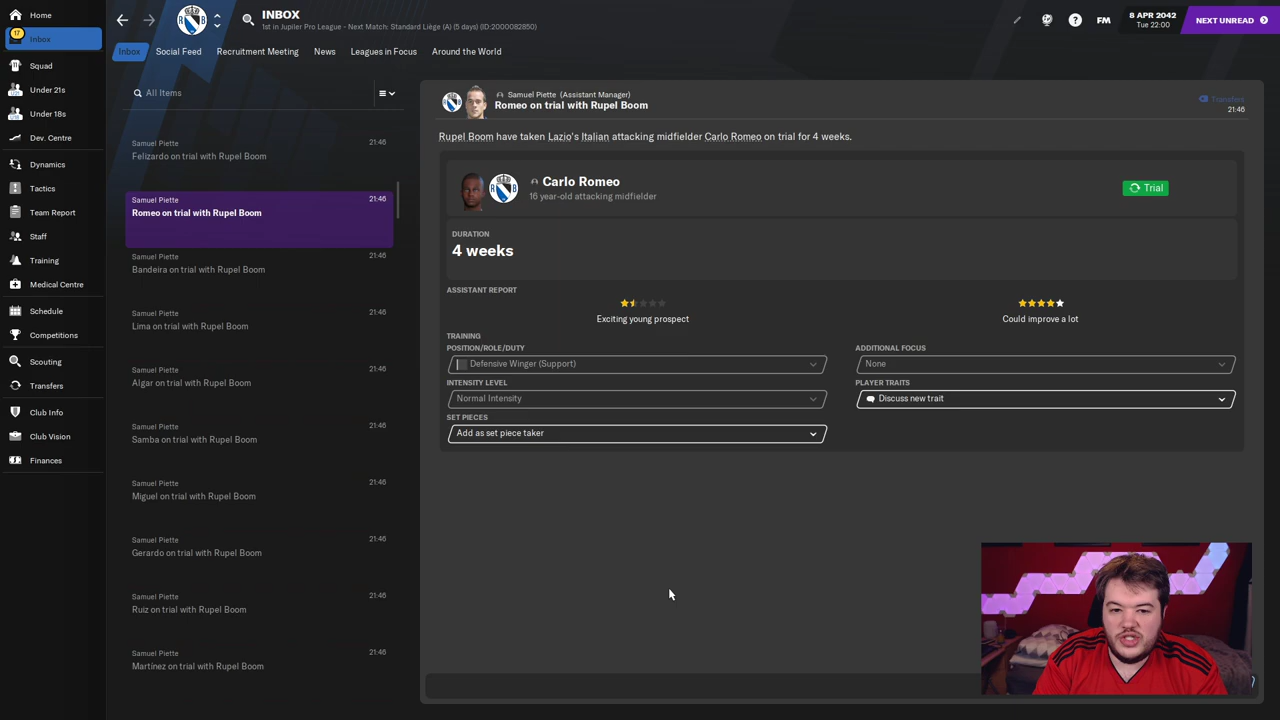 INBOX
1st in Jupiler Pro League - Next Match: Standard Liège (A) (5 days) (ID:2000082850)
FM
8 APR 2042
Tue 22:00
NEXT UNREAD
Home
17
Inbox
Squad
Under 21s
Under 18s
Dev. Centre
Dynamics
Tactics
Team Report
Staff
Training
Medical Centre
Schedule
Competitions
Scouting
Transfers
Club Info
Club Vision
Finances
Inbox
Social Feed
Recruitment Meeting
News
Leagues in Focus
Around the World
All Items
Samuel Piette
21:46
Felizardo on trial with Rupel Boom
Samuel Piette
21:46
Romeo on trial with Rupel Boom
Samuel Piette
21:46
Bandeira on trial with Rupel Boom
Samuel Piette
21:46
Lima on trial with Rupel Boom
Samuel Piette
21:46
Algar on trial with Rupel Boom
Samuel Piette
21:46
Samba on trial with Rupel Boom
Samuel Piette
21:46
Miguel on trial with Rupel Boom
Samuel Piette
21:46
Gerardo on trial with Rupel Boom
Samuel Piette
21:46
Ruiz on trial with Rupel Boom
Samuel Piette
21:46
Martínez on trial with Rupel Boom
Samuel Piette (Assistant Manager)
Romeo on trial with Rupel Boom
Transfers
21:46
Rupel Boom have taken Lazio's Italian attacking midfielder Carlo Romeo on trial for 4 weeks.
R B
Carlo Romeo
16 year-old attacking midfielder
Trial
DURATION
4 weeks
ASSISTANT REPORT
Exciting young prospect
Could improve a lot
TRAINING
POSITION/ROLE/DUTY
Defensive Winger (Support)
ADDITIONAL FOCUS
None
INTENSITY LEVEL
Normal Intensity
PLAYER TRAITS
Discuss new trait
SET PIECES
Add as set piece taker